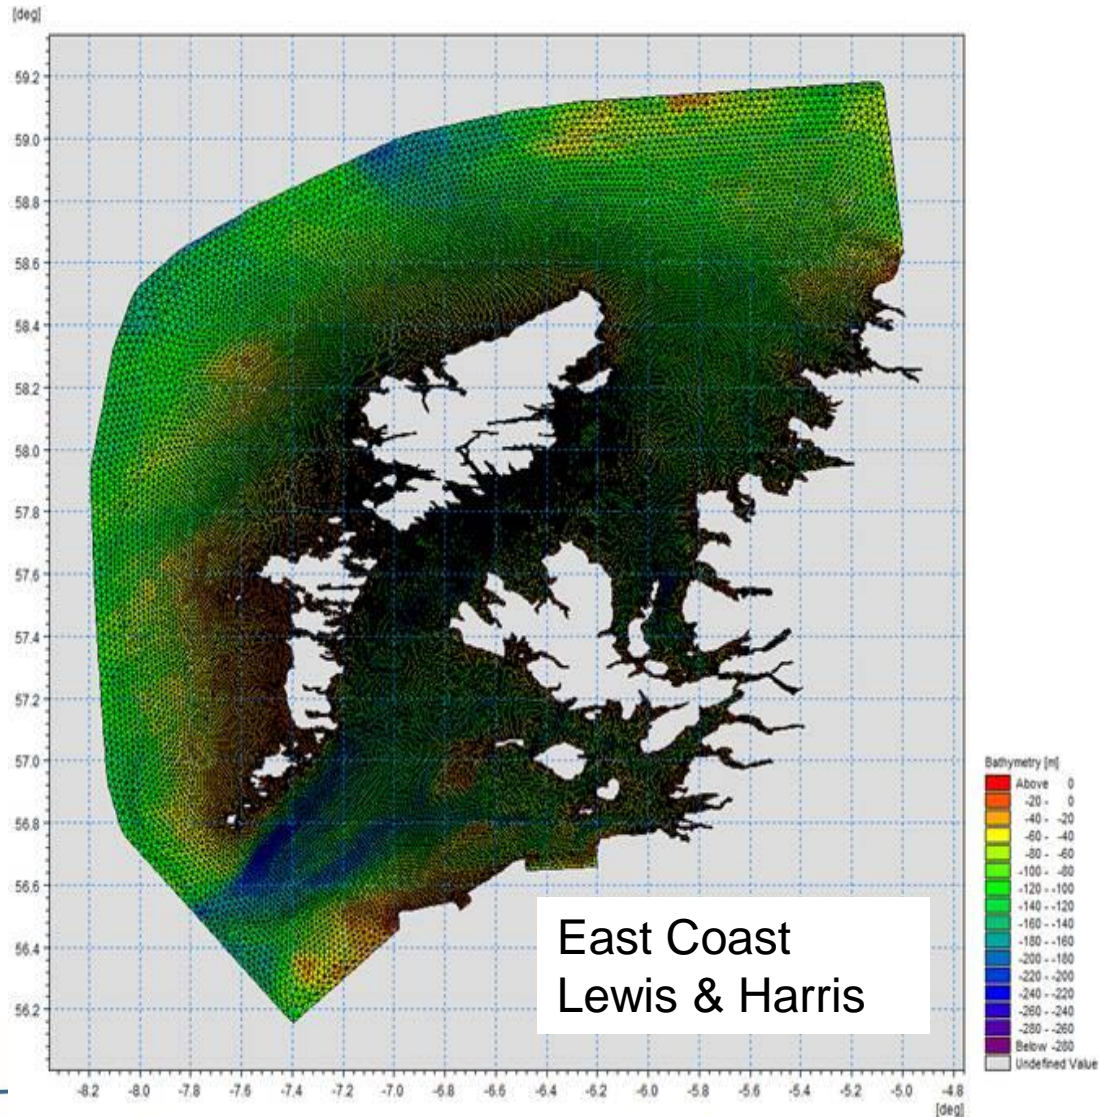 [deg]
59.2
59.0
58.8
58.6
58.4
58.2
58.0
57.8
57.6
57.4
57.2
57.0
56.8
56.6
56.4
56.2
East Coast
Lewis & Harris
Bathymetry [m]
Above 0
-20 - 0
-40 - -20
-60 - -40
-80 - -60
-100 - -80
-120 - -100
-140 - -120
-160 - -140
-180 - -160
-200 - -180
-220 - -200
-240 - -220
-260 - -240
-280 - -260
Below -280
Undefined Value
-8.2 -8.0 -7.8 -7.6 -7.4 -7.2 -7.0 -6.8 -6.6 -6.4 -6.2 -6.0 -5.8 -5.6 -5.4 -5.2 -5.0 -4.8
[deg]